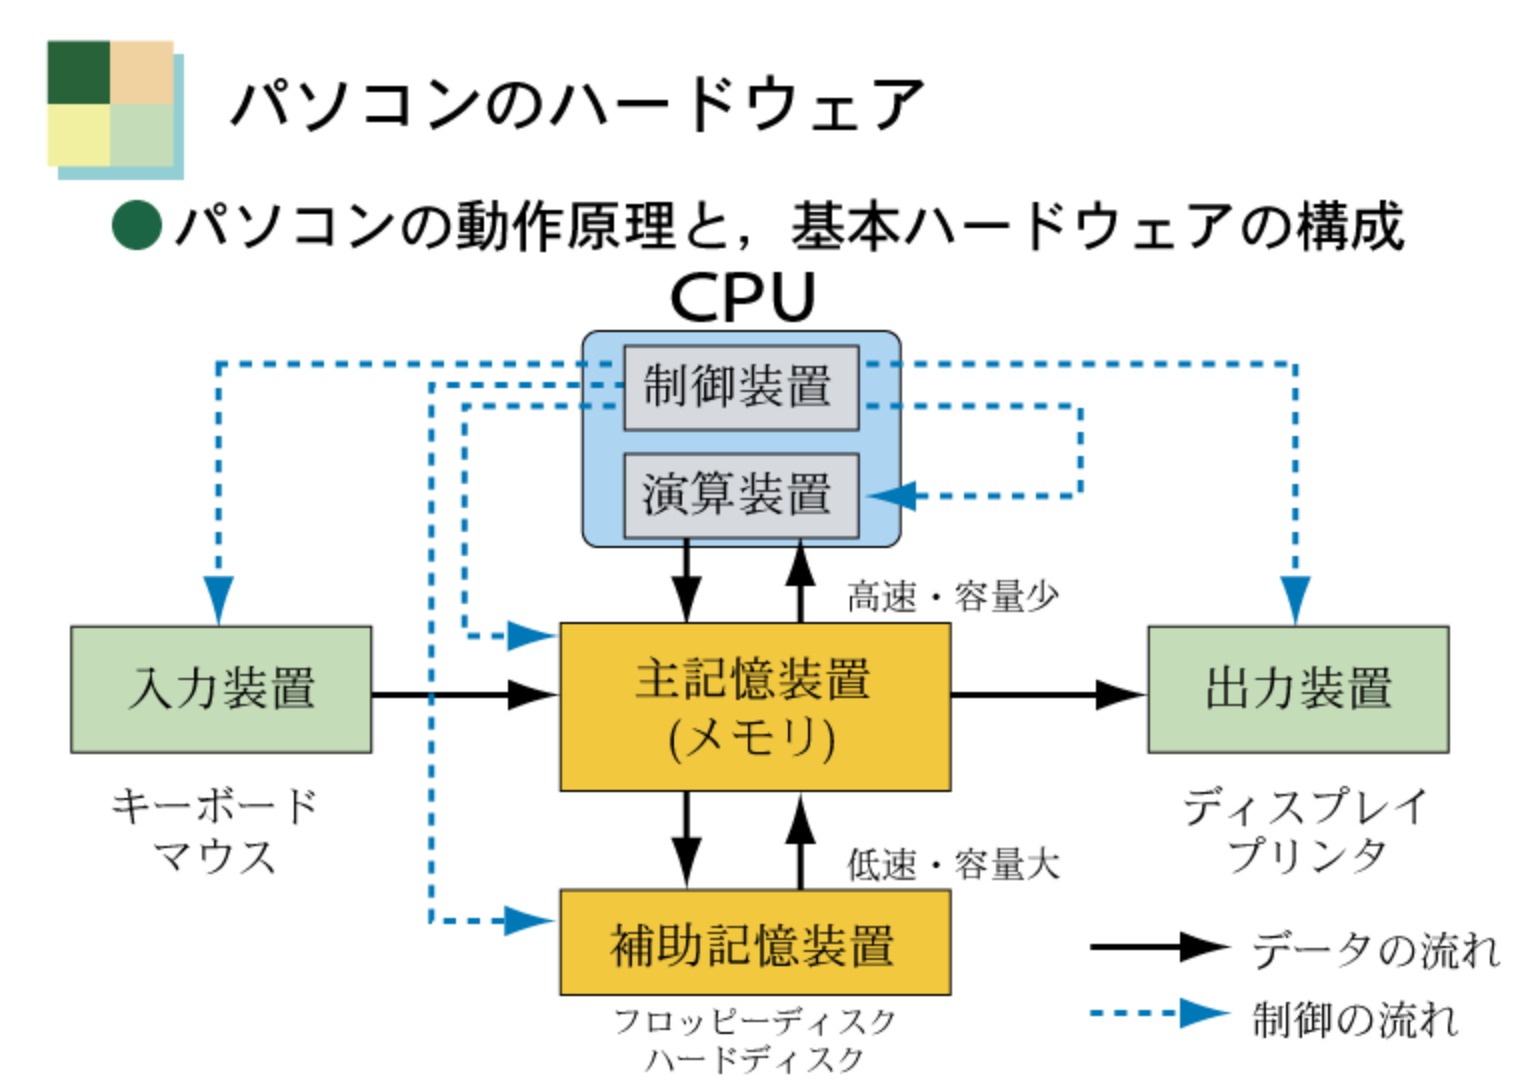 パソコンのハードウェア
●パソコンの動作原理と，基本ハードウェアの構成
CPU
制御装置
演算装置
高速・容量少
入力装置
主記憶装置
(メモリ)
出力装置
キーボード
マウス
ディスプレイ
プリンタ
低速・容量大
補助記憶装置
フロッピーディスク
ハードディスク
データの流れ
制御の流れ